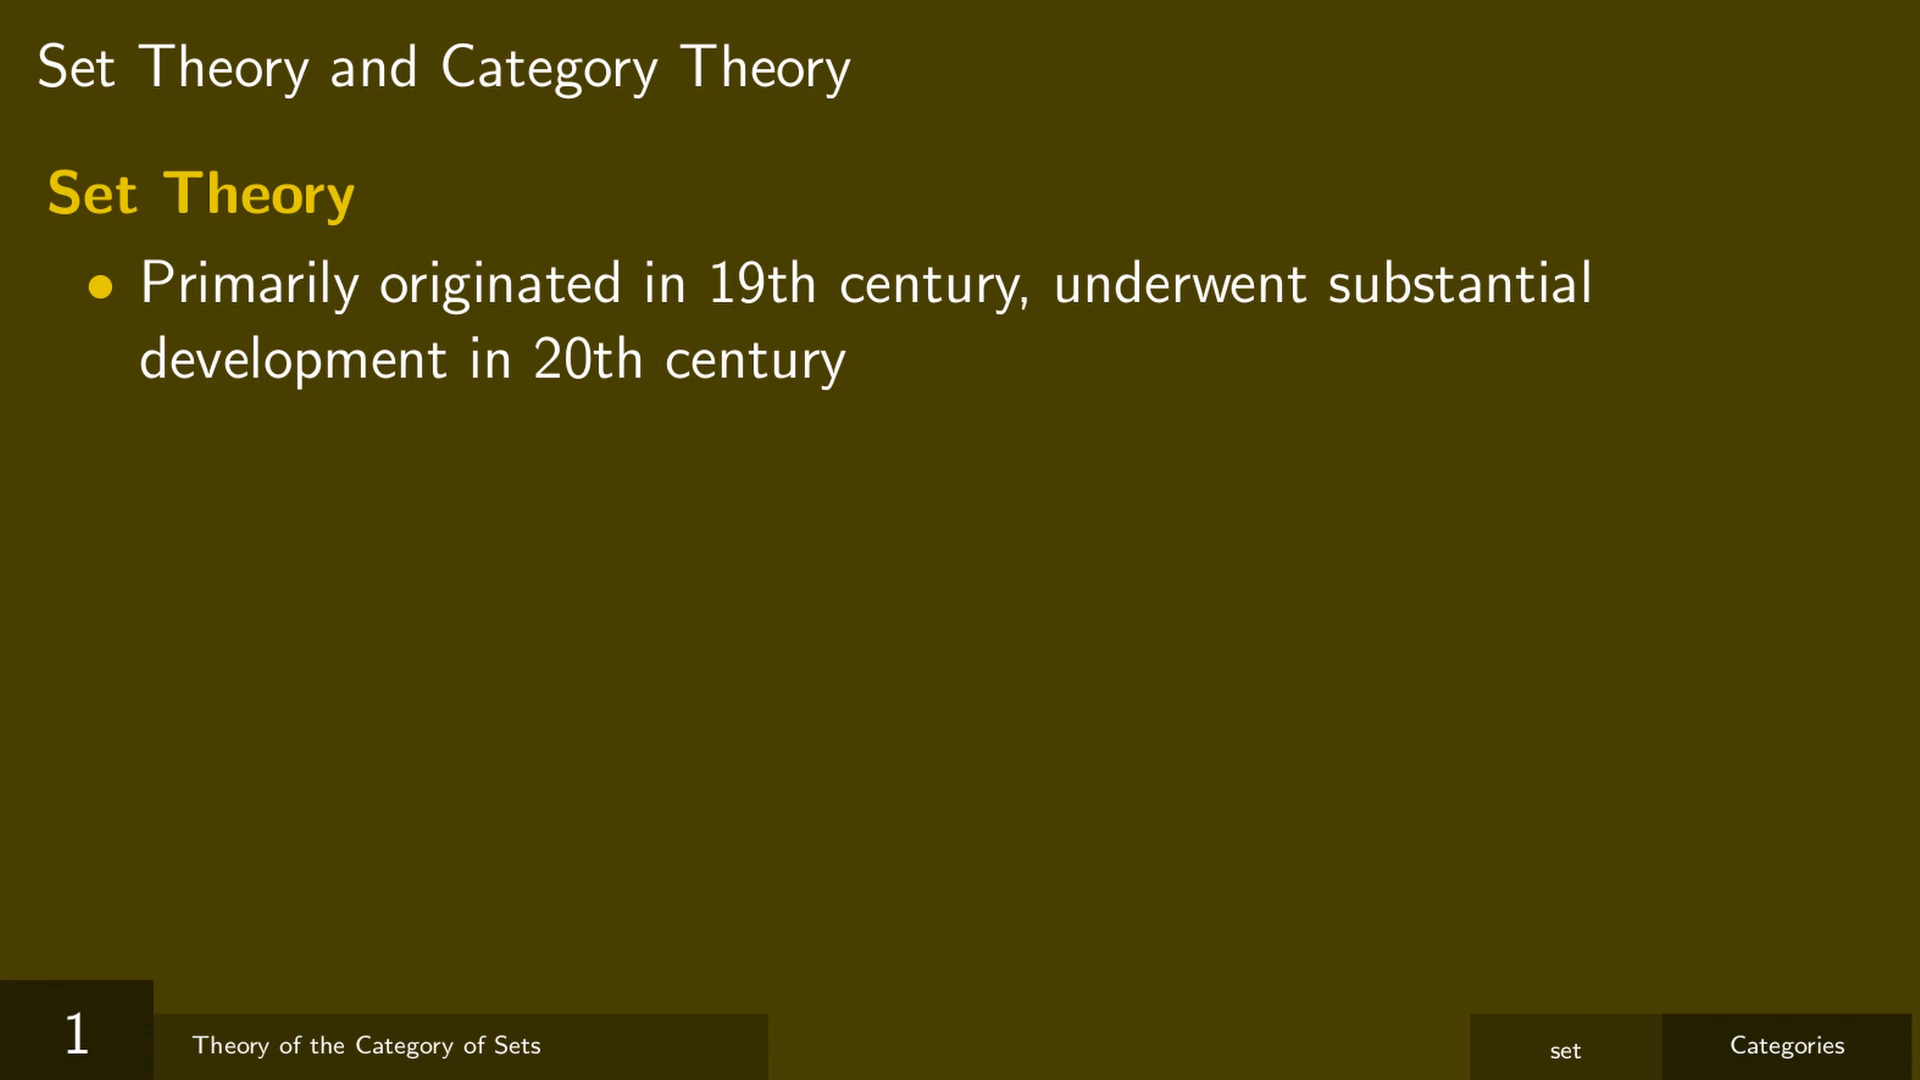 Set Theory and Category Theory
Set Theory
• Primarily originated in 19th century, underwent substantial
development in 20th century
1
Theory of the Category of Sets
set
Categories